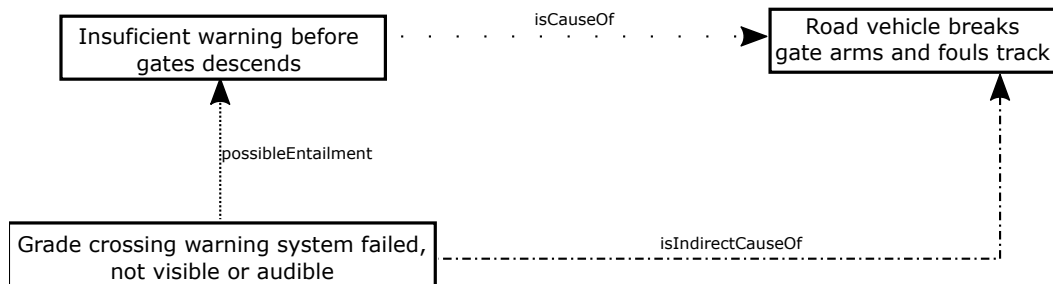 isCauseOf
Insuficient warning before
gates descends
Road vehicle breaks
gate arms and fouls track
possibleEntailment
Grade crossing warning system failed,
not visible or audible
isIndirectCauseOf